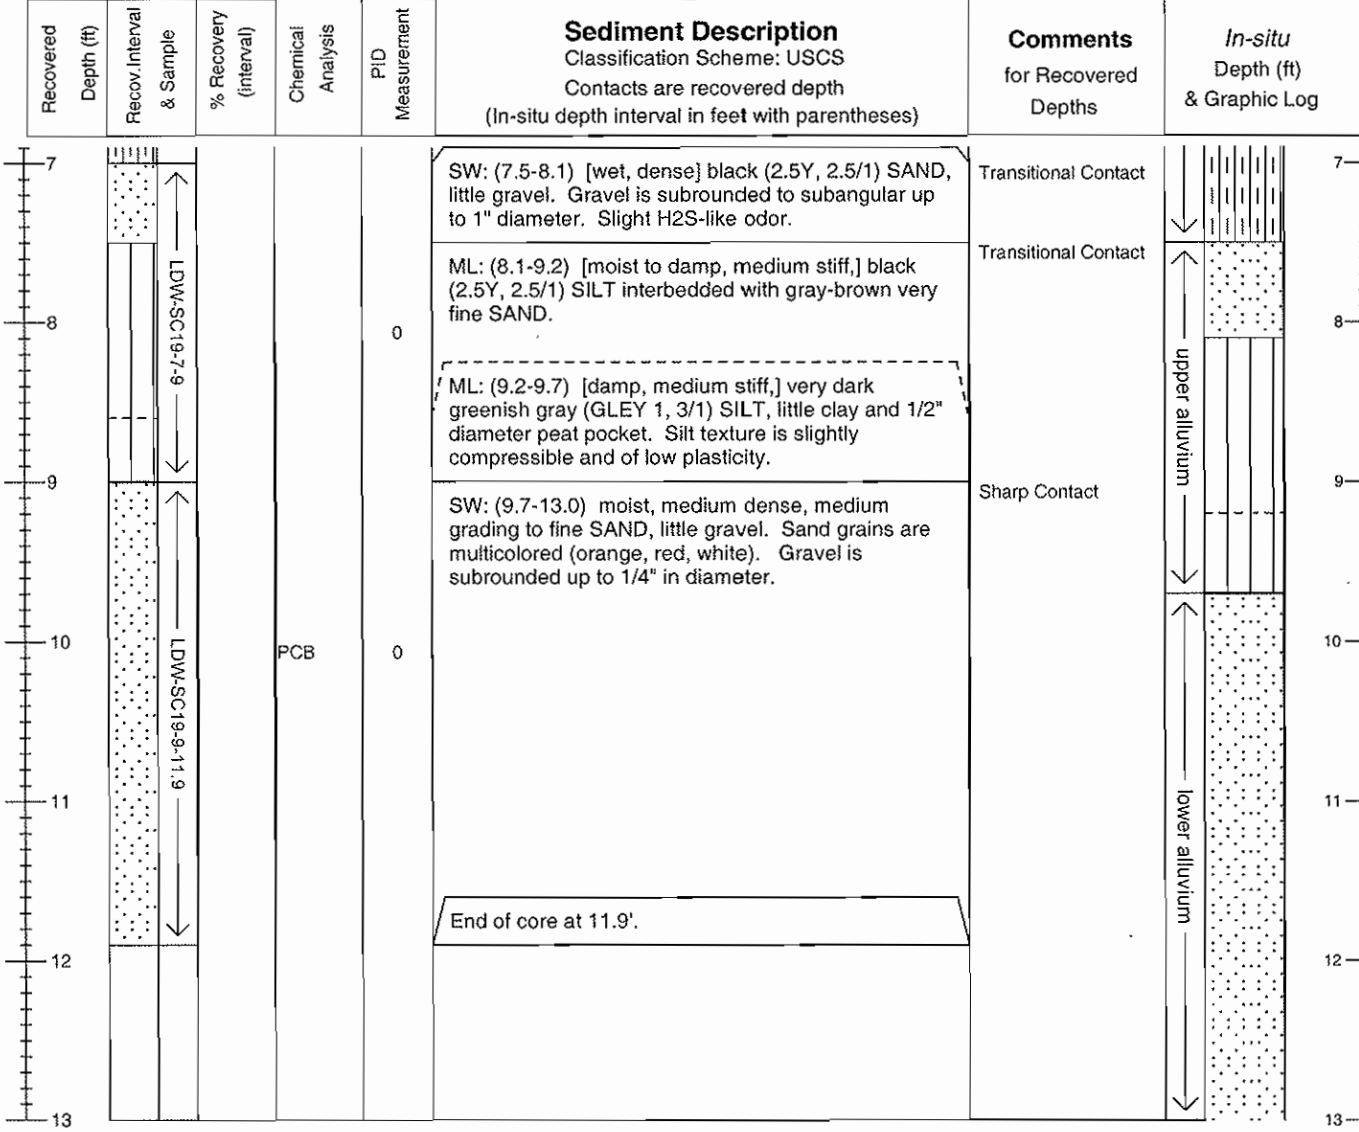 Recovered
Depth (ft)
Recov.Interval
& Sample
% Recovery
(interval)
Chemical
Analysis
PID
Measurement
Sediment Description
Classification Scheme: USCS
Contacts are recovered depth
(In-situ depth interval in feet with parentheses)
Comments
for Recovered
Depths
In-situ
Depth (ft)
& Graphic Log
7
8
9
10
11
12
13
LDW-SC19-7-9
LDW-SC19-9-11.9
PCB
0
0
SW: (7.5-8.1) [wet, dense] black (2.5Y, 2.5/1) SAND,
little gravel. Gravel is subrounded to subangular up
to 1" diameter. Slight H2S-like odor.
ML: (8.1-9.2) [moist to damp, medium stiff,] black
(2.5Y, 2.5/1) SILT interbedded with gray-brown very
fine SAND.
ML: (9.2-9.7) [damp, medium stiff,] very dark
greenish gray (GLEY 1, 3/1) SILT, little clay and 1/2"
diameter peat pocket. Silt texture is slightly
compressible and of low plasticity.
SW: (9.7-13.0) moist, medium dense, medium
grading to fine SAND, little gravel. Sand grains are
multicolored (orange, red, white). Gravel is
subrounded up to 1/4" in diameter.
End of core at 11.9'.
Transitional Contact
Transitional Contact
Sharp Contact
upper alluvium
lower alluvium
7
8
9
10
11
12
13